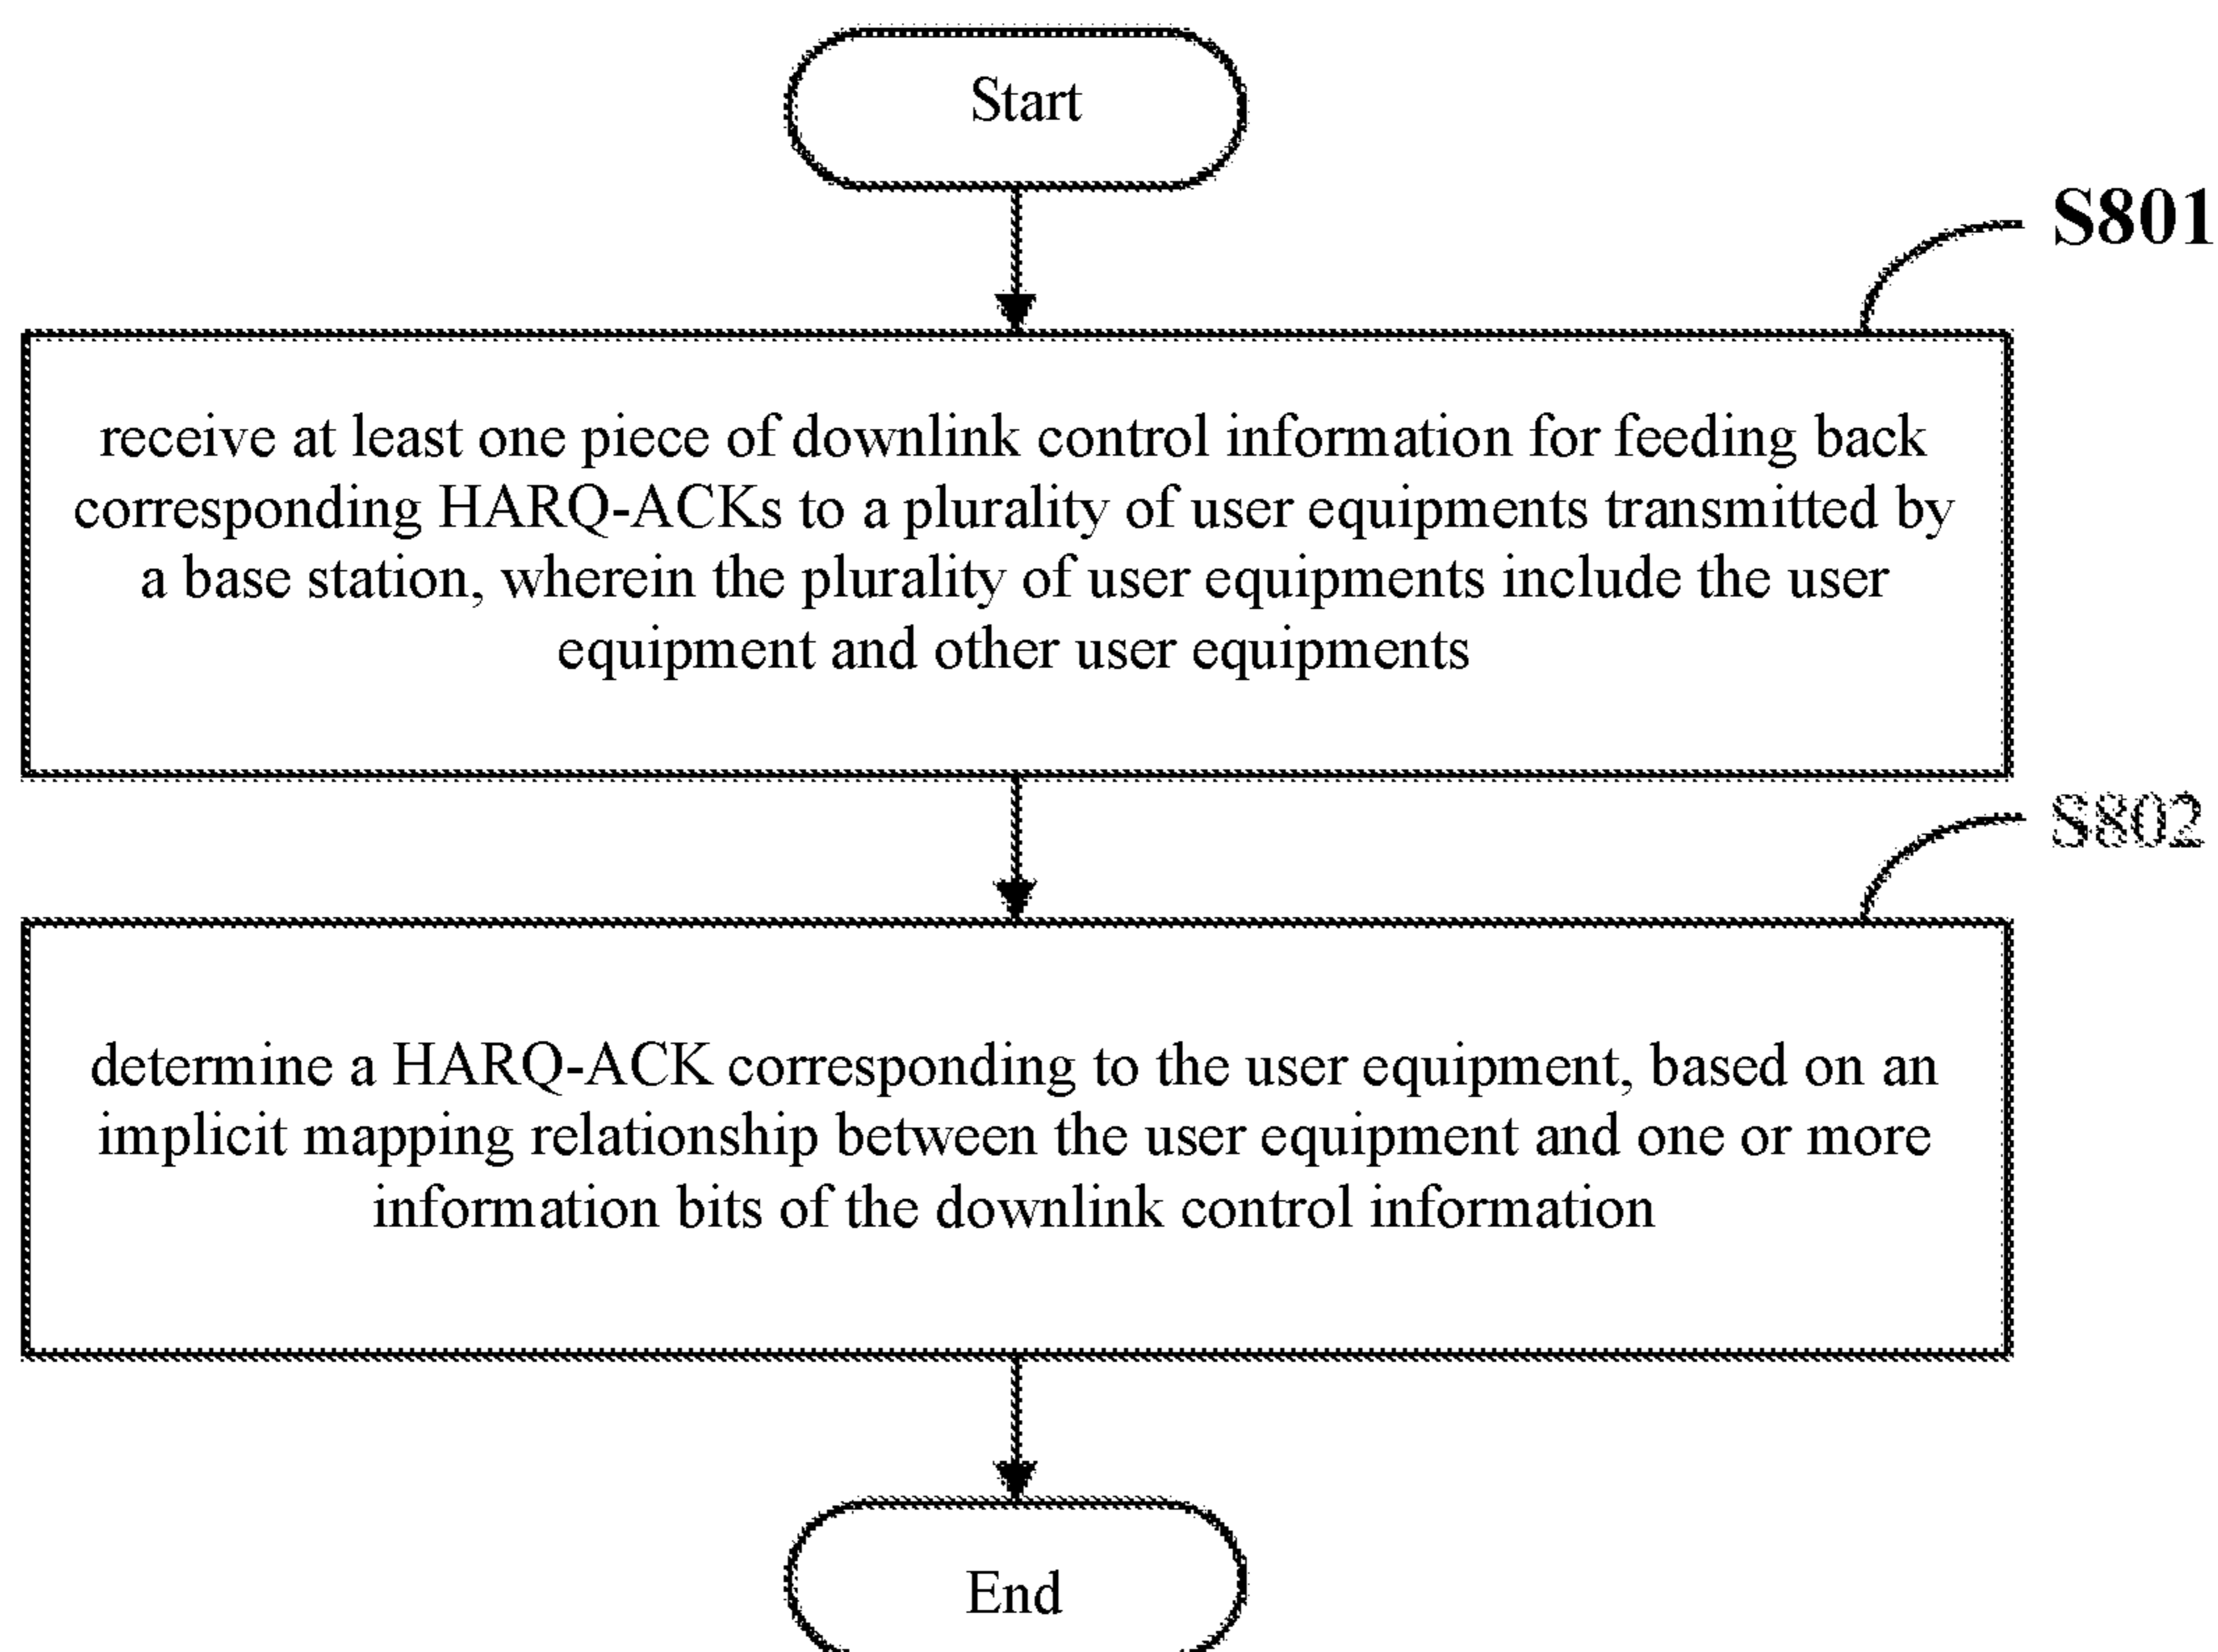 Start
S801
receive at least one piece of downlink control information for feeding back
corresponding HARQ-ACKs to a plurality of user equipments transmitted by
a base station, wherein the plurality of user equipments include the user
equipment and other user equipments
S802
determine a HARQ-ACK corresponding to the user equipment, based on an
implicit mapping relationship between the user equipment and one or more
information bits of the downlink control information
End